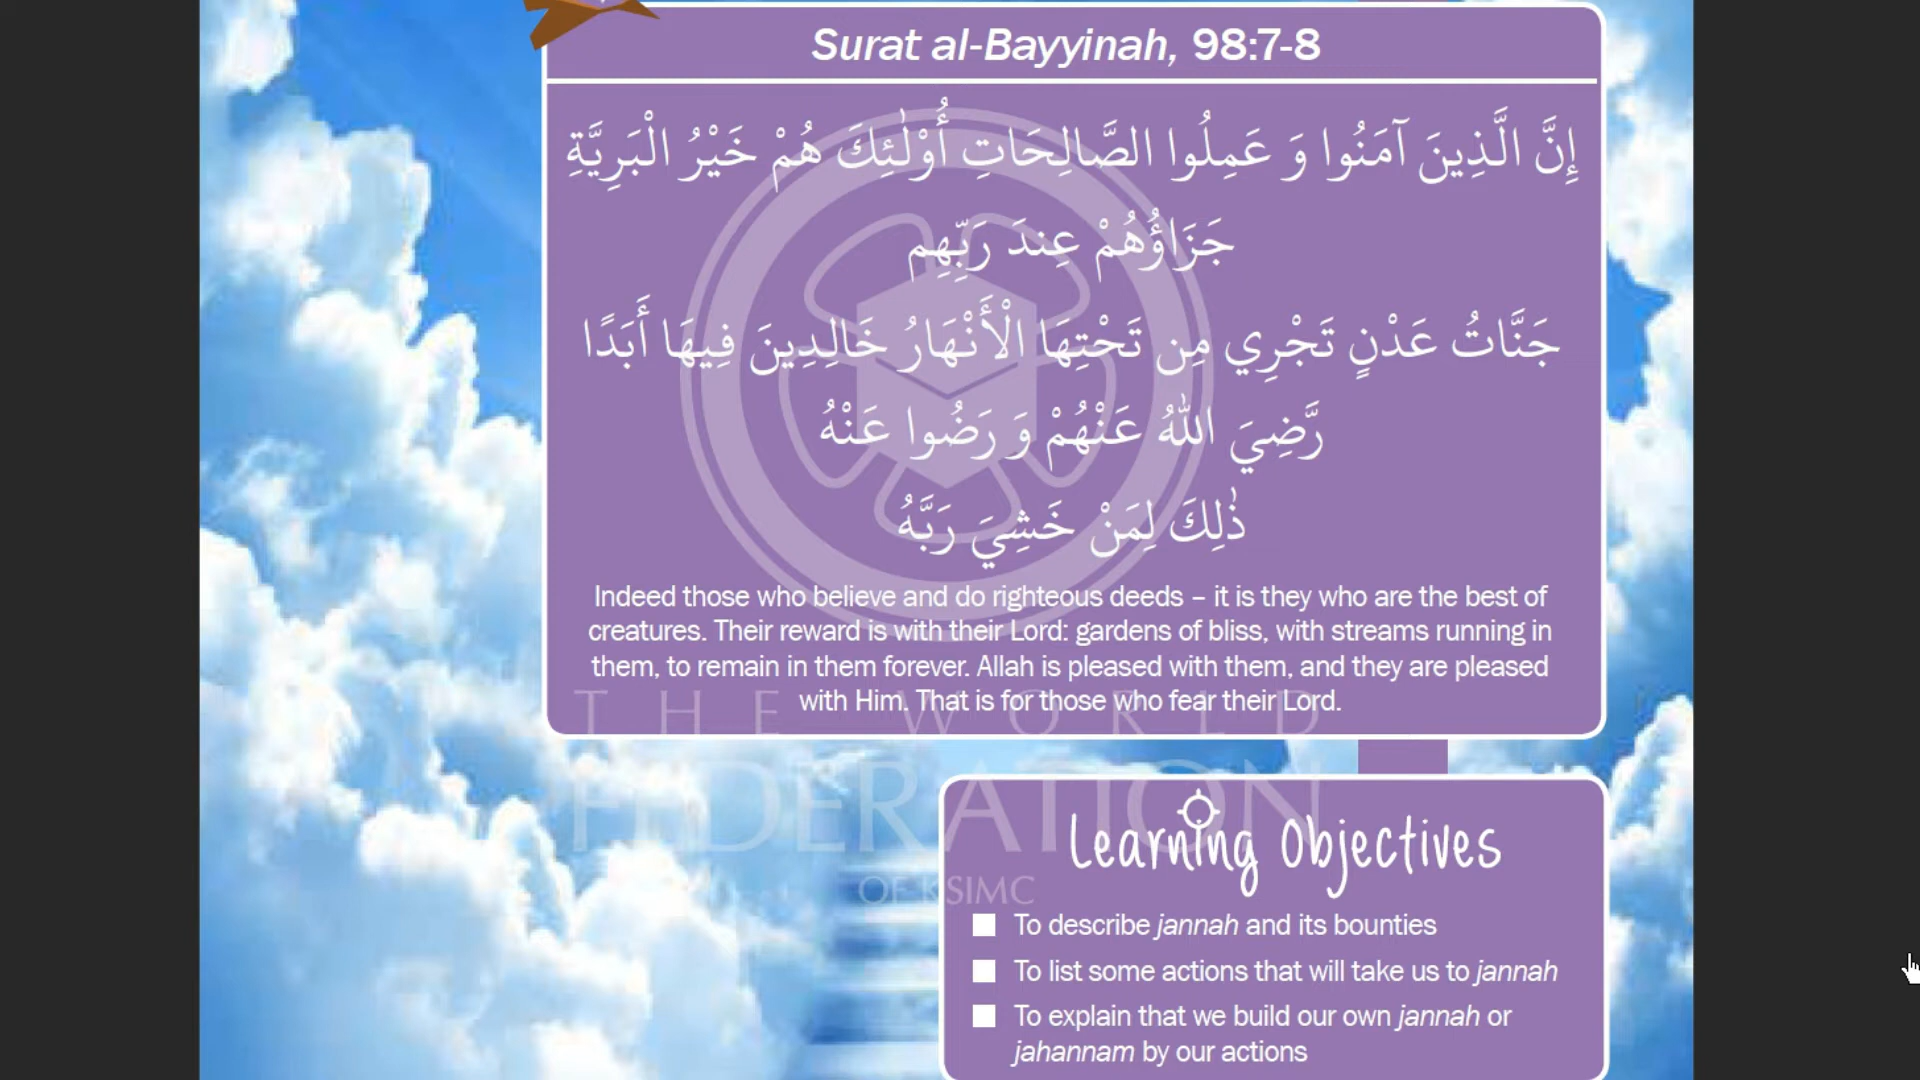 Surat al-Bayyinah, 98:7-8
إِنَّ الَّذِينَ آمَنُوا وَ عَمِلُوا الصَّالِحَاتِ أُوْلَٰئِكَ هُمْ خَيْرُ الْبَرِيَّةِ
جَزَاؤُهُمْ عِندَ رَبِّهِم
جَنَّاتُ عَدْنٍ تَجْرِي مِن تَحْتِهَا الْأَنْهَارُ خَالِدِينَ فِيهَا أَبَدًا
رَّضِيَ اللّٰهُ عَنْهُمْ وَ رَضُوا عَنْهُ
ذٰلِكَ لِمَنْ خَشِيَ رَبَّهُ
Indeed those who believe and do righteous deeds – it is they who are the best of
creatures. Their reward is with their Lord: gardens of bliss, with streams running in
them, to remain in them forever. Allah is pleased with them, and they are pleased
with Him. That is for those who fear their Lord.
THE WORLD
FEDERATION
OF KSIMC
Learning Objectives
To describe jannah and its bounties
To list some actions that will take us to jannah
To explain that we build our own jannah or
jahannam by our actions